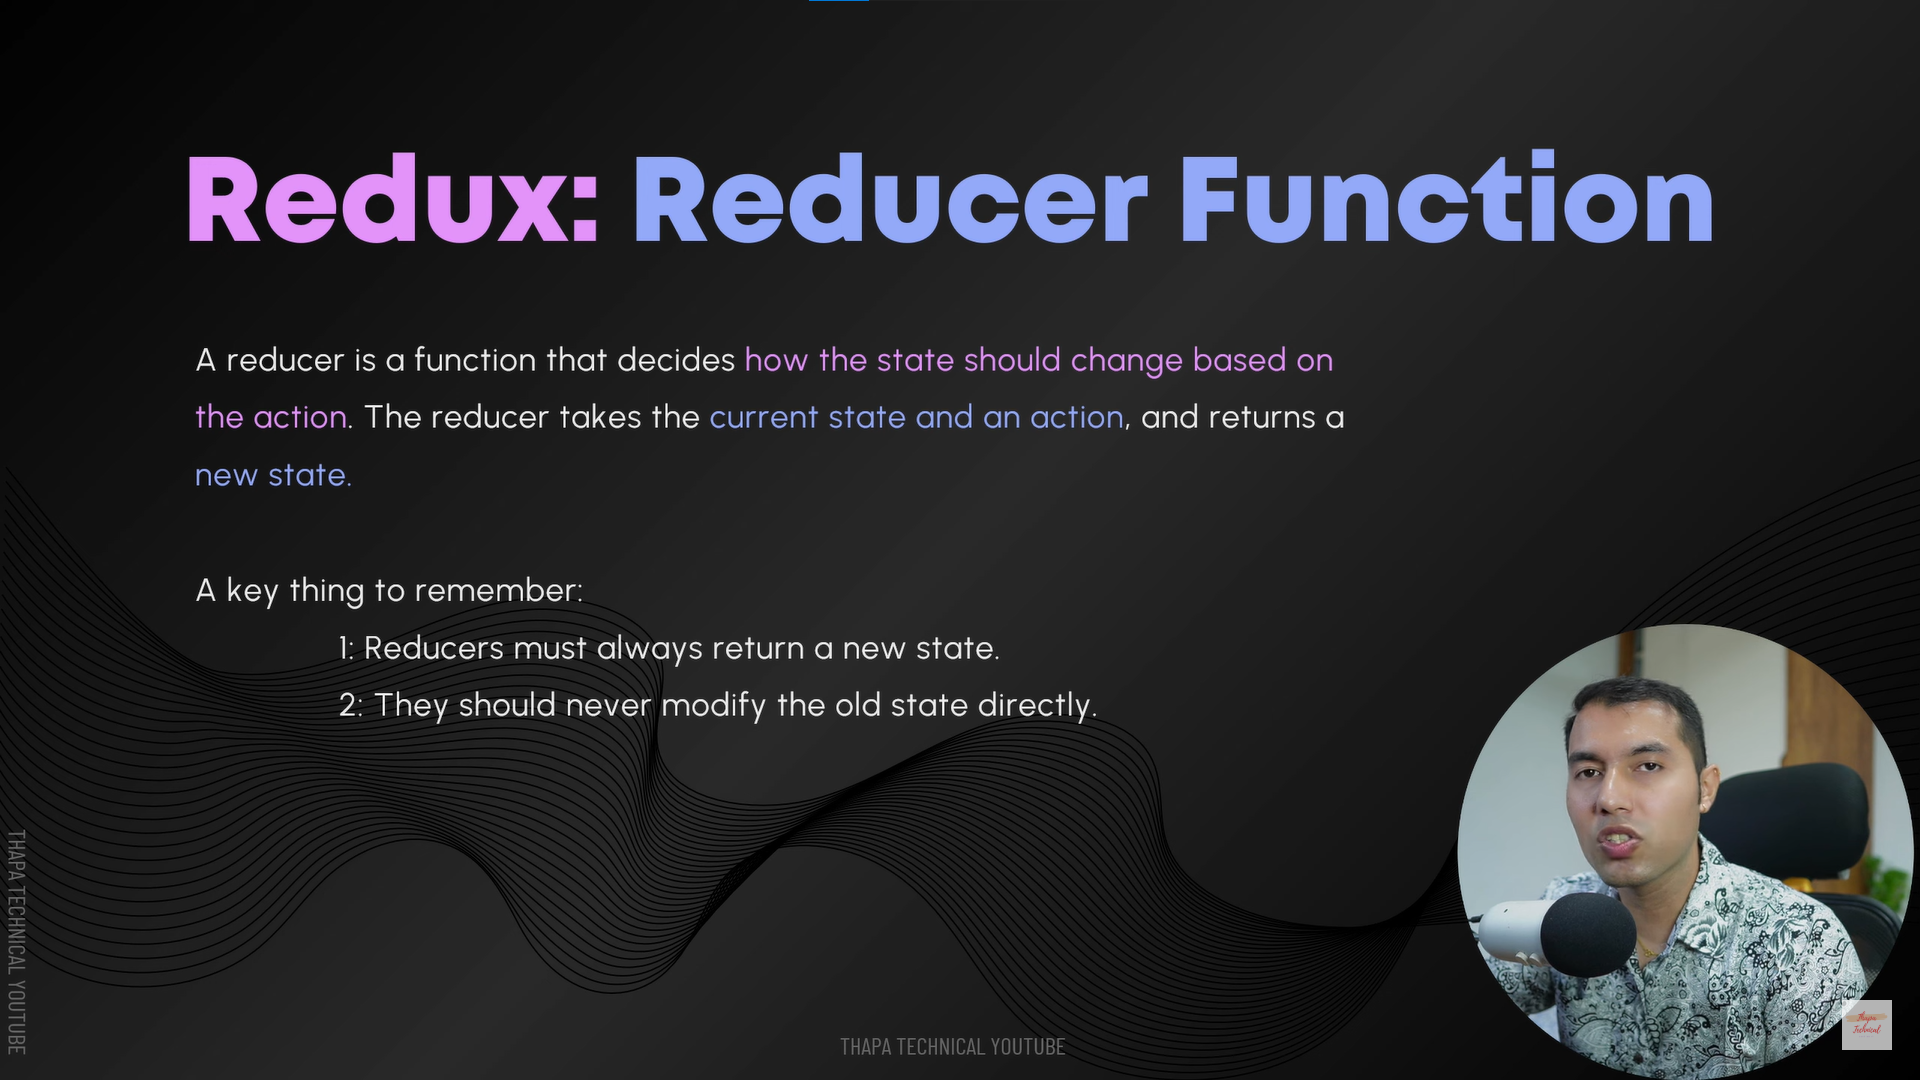 Redux: Reducer Function
A reducer is a function that decides how the state should change based on
the action. The reducer takes the current state and an action, and returns a
new state.
A key thing to remember:
1: Reducers must always return a new state.
2: They should never modify the old state directly.
THAPA TECHNICAL YOUTUBE
THAPA TECHNICAL YOUTUBE
Thapa
Technical